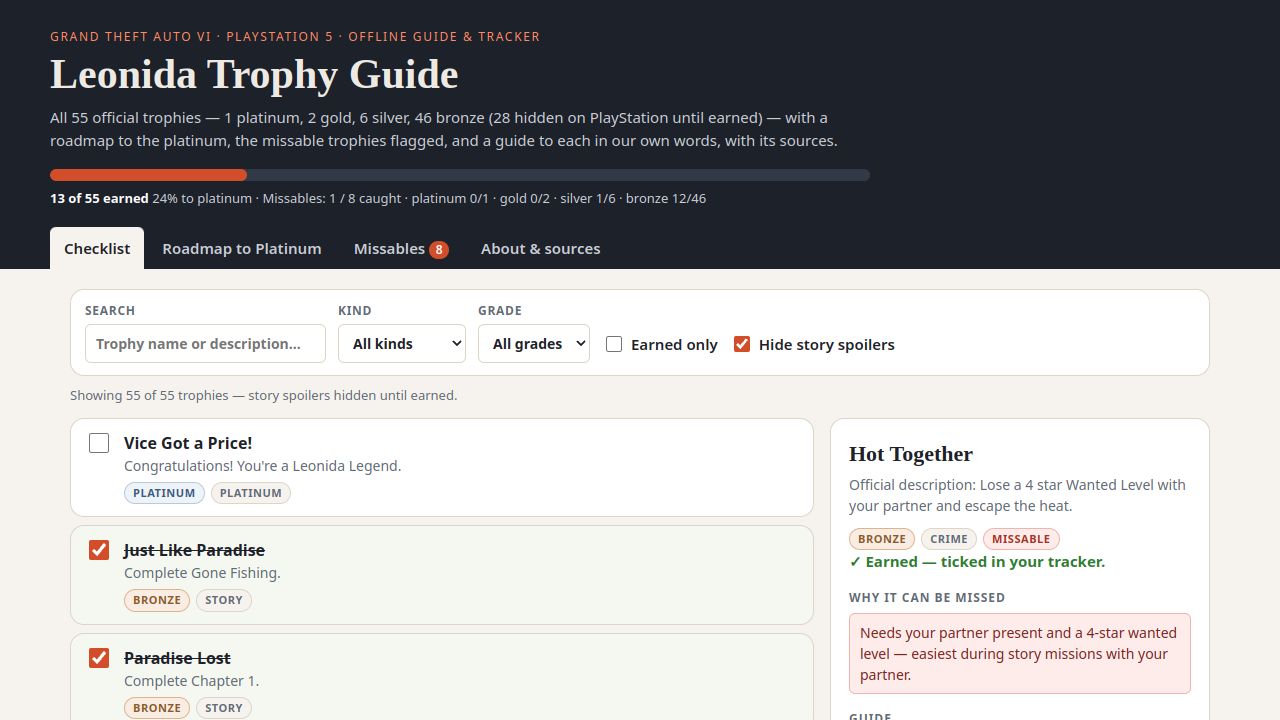 GRAND THEFT AUTO VI · PLAYSTATION 5 · OFFLINE GUIDE & TRACKER
Leonida Trophy Guide
All 55 official trophies — 1 platinum, 2 gold, 6 silver, 46 bronze (28 hidden on PlayStation until earned) — with a
roadmap to the platinum, the missable trophies flagged, and a guide to each in our own words, with its sources.
13 of 55 earned 24% to platinum · Missables: 1 / 8 caught · platinum 0/1 · gold 0/2 · silver 1/6 · bronze 12/46
Checklist Roadmap to Platinum Missables 8 About & sources
SEARCH KIND GRADE
Trophy name or description... All kinds All grades Earned only Hide story spoilers
Showing 55 of 55 trophies — story spoilers hidden until earned.
Vice Got a Price!
Congratulations! You're a Leonida Legend.
PLATINUM PLATINUM
Just Like Paradise
Complete Gone Fishing.
BRONZE STORY
Paradise Lost
Complete Chapter 1.
BRONZE STORY
Hot Together
Official description: Lose a 4 star Wanted Level with
your partner and escape the heat.
BRONZE CRIME MISSABLE
✓ Earned — ticked in your tracker.
WHY IT CAN BE MISSED
Needs your partner present and a 4-star wanted
level — easiest during story missions with your
partner.
GUIDE